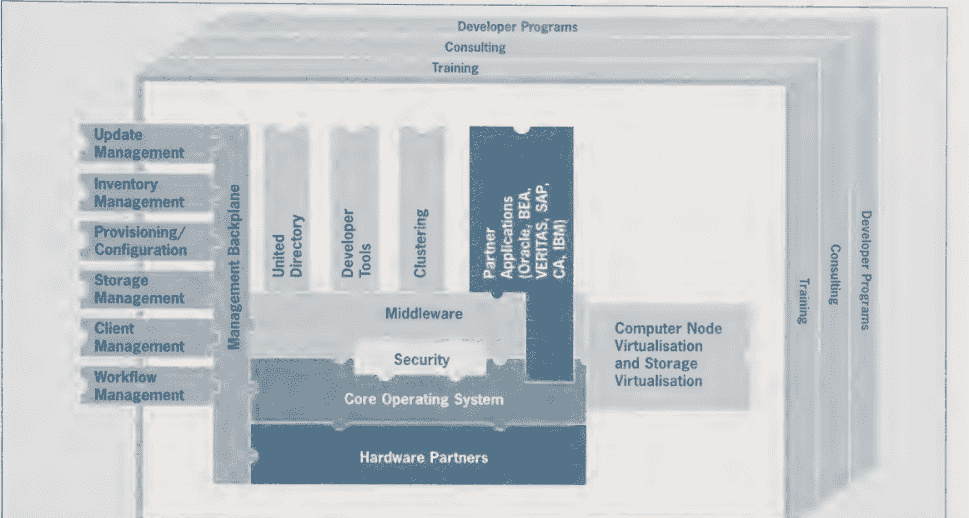 Developer Programs
Consulting
Training
Update
Management
Inventory
Management
Provisioning/
Configuration
Storage
Management
Client
Management
Workflow
Management
Management Backplane
United
Directory
Developer
Tools
Clustering
Partner
Applications
(Oracle, BEA,
VERITAS, SAP,
CA, IBM)
Middleware
Security
Core Operating System
Hardware Partners
Computer Node
Virtualisation
and Storage
Virtualisation
Training
Consulting
Developer Programs